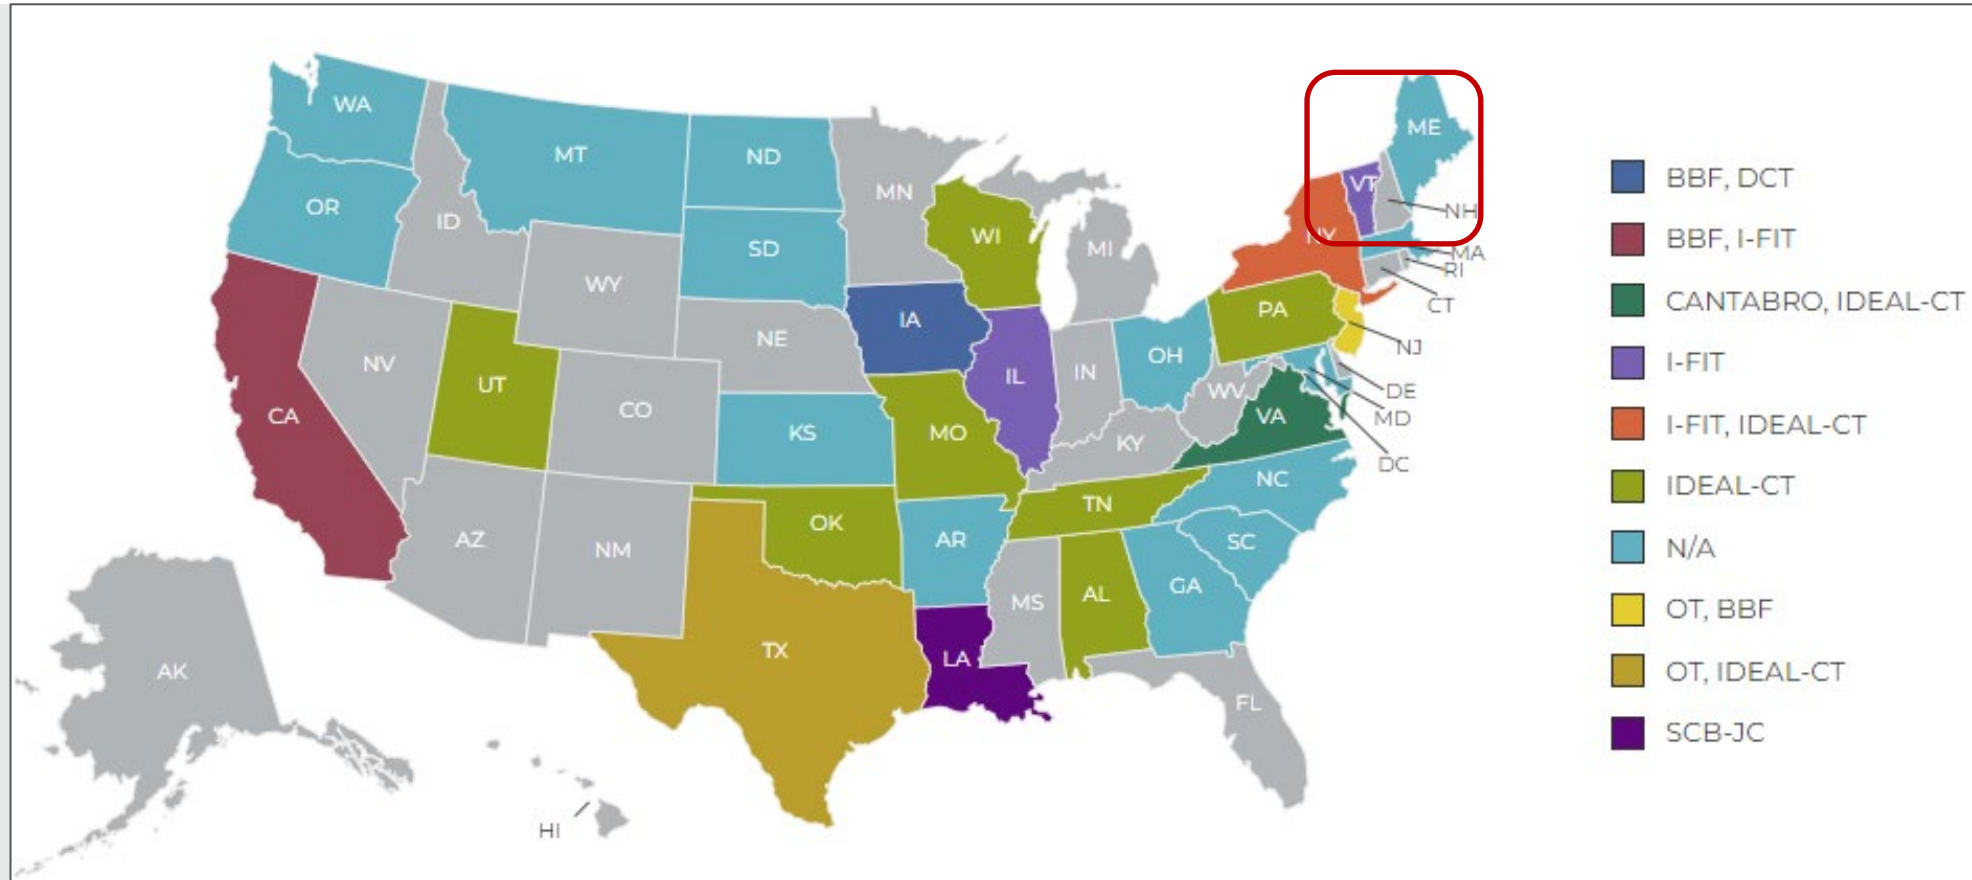 WA
MT
ND
MN
ME
VT
NH
OR
ID
SD
WI
MI
NY
MA
RI
CT
WY
IA
PA
NJ
NE
NV
UT
CO
IL
IN
OH
WV
DE
MD
DC
CA
KS
MO
KY
VA
NC
TN
AZ
NM
OK
AR
SC
MS
AL
GA
TX
LA
FL
AK
HI
BBF, DCT
BBF, I-FIT
CANTABRO, IDEAL-CT
I-FIT
I-FIT, IDEAL-CT
IDEAL-CT
N/A
OT, BBF
OT, IDEAL-CT
SCB-JC